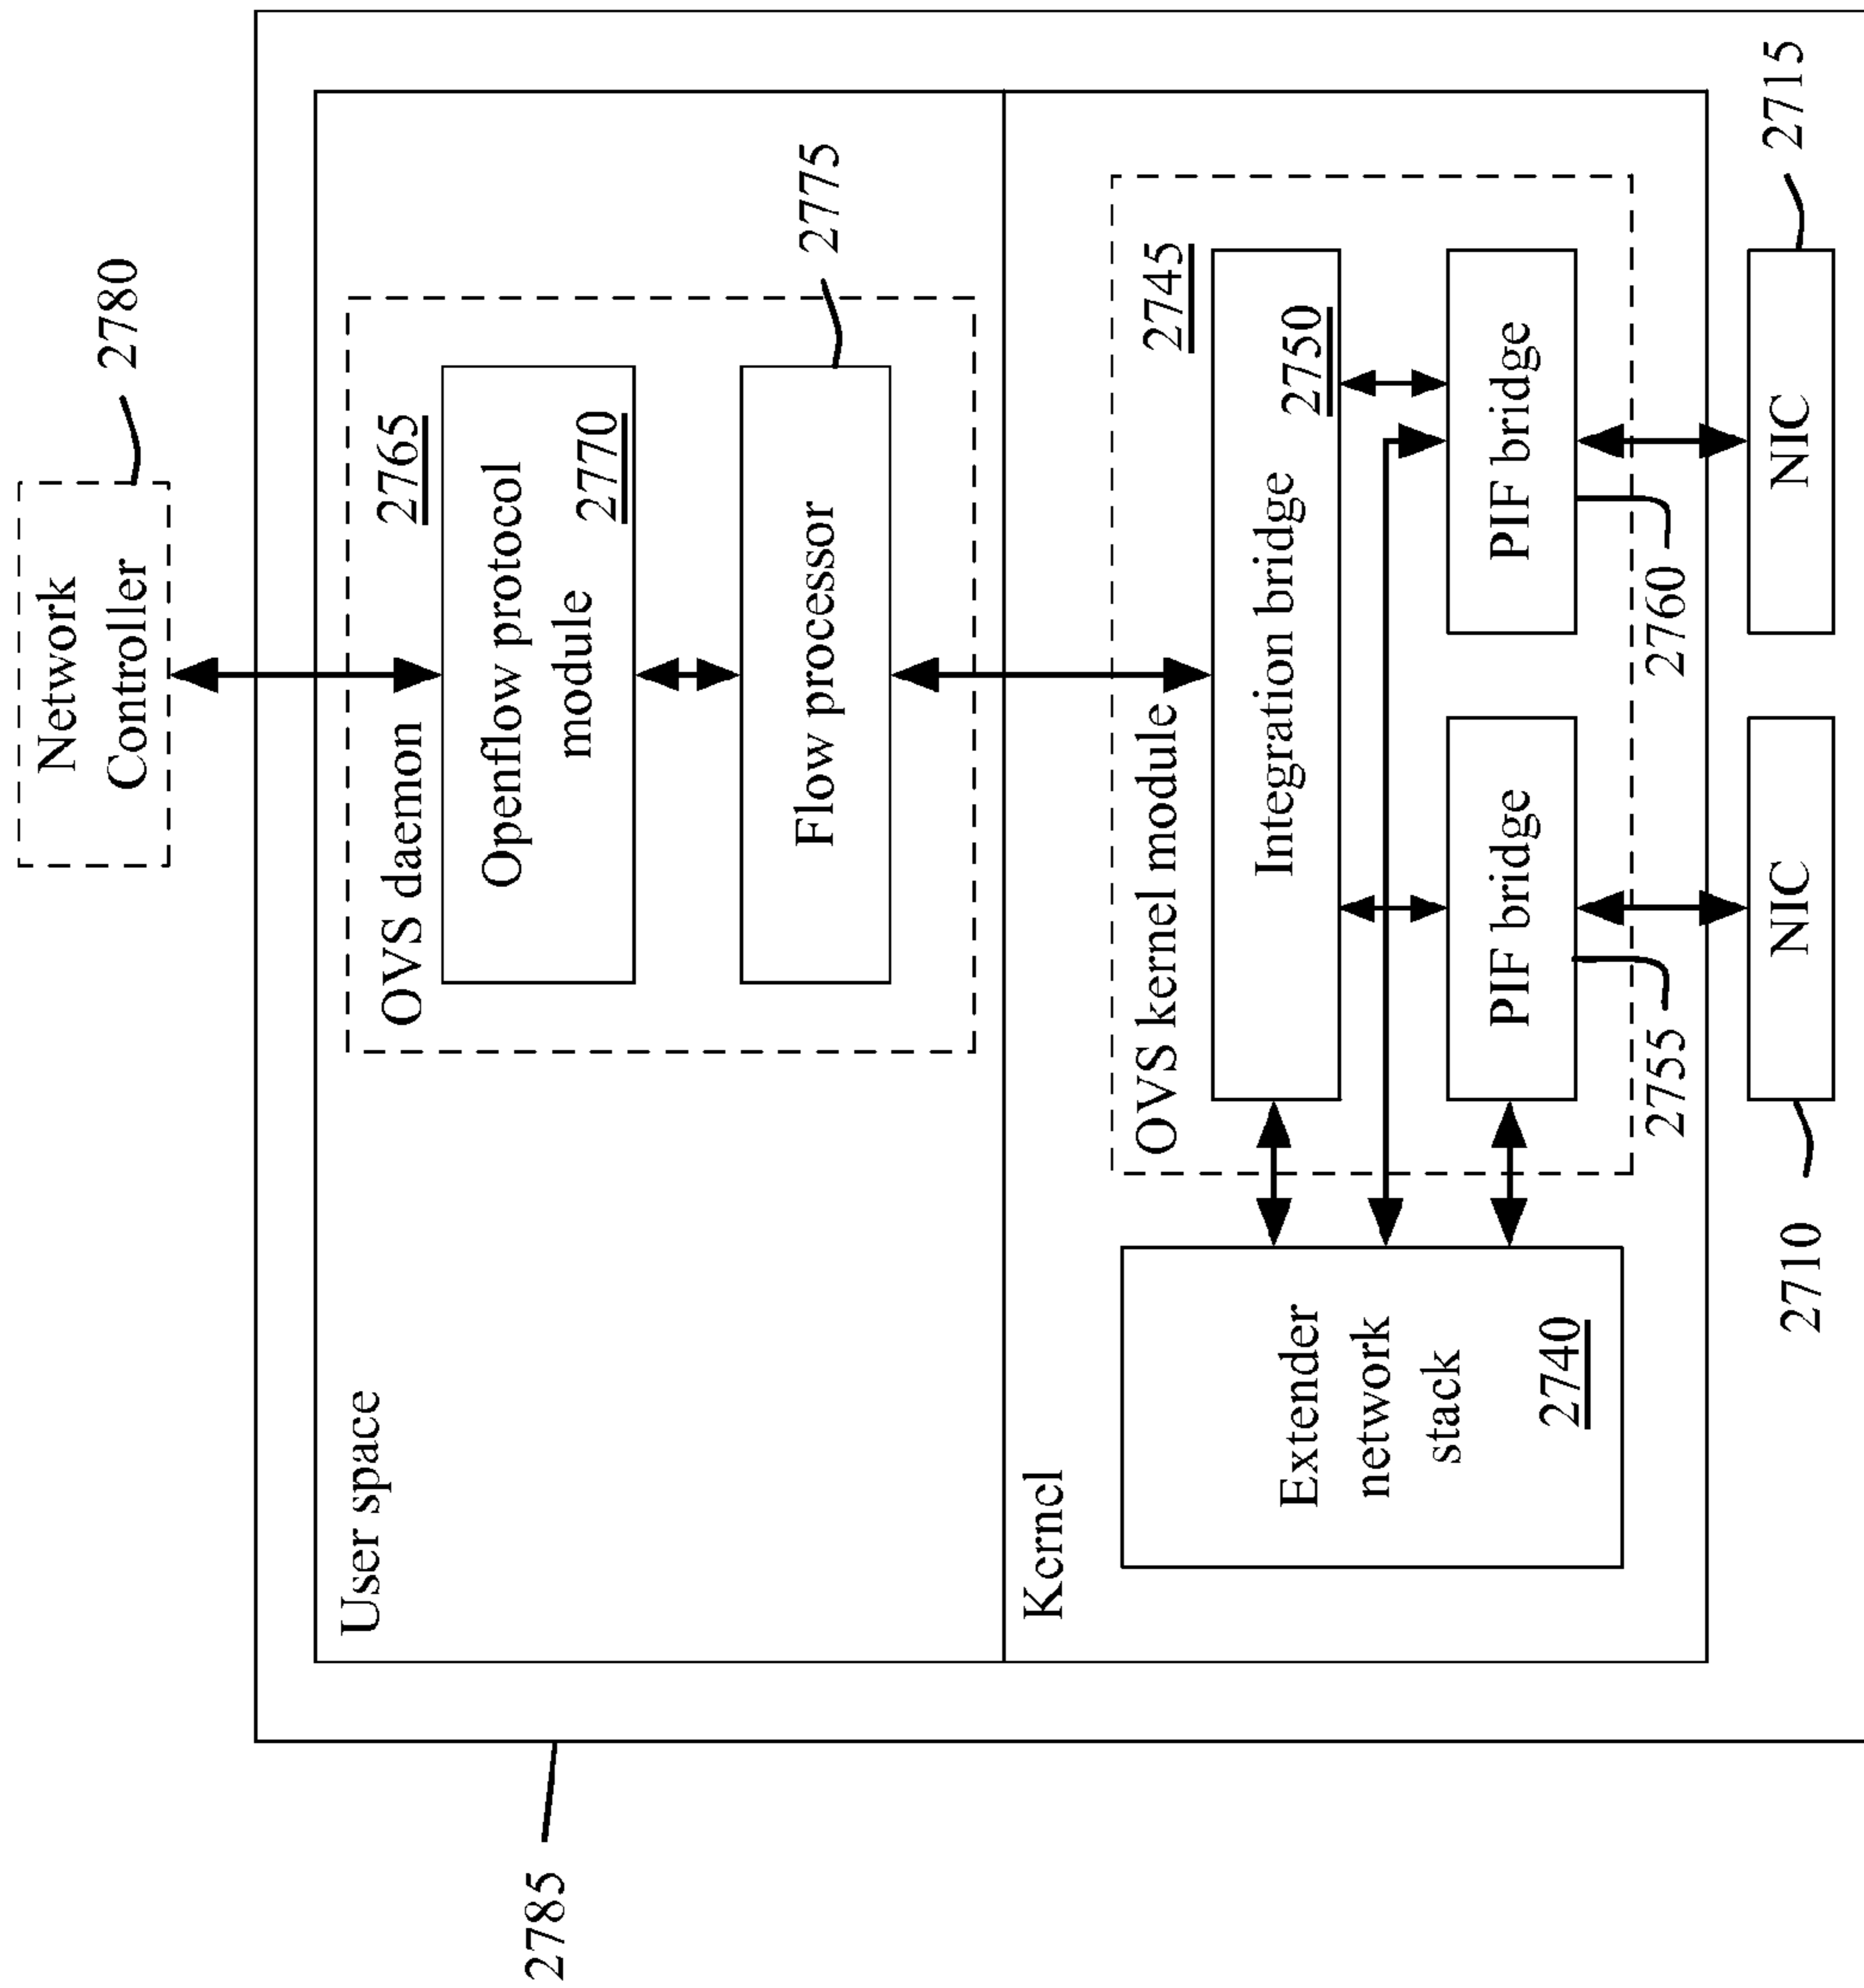 Network
Controller
2780
2785
User space
OVS daemon
2765
Openflow protocol
module
2770
Flow processor
2775
Kernel
OVS kernel module
2745
Extender
network
stack
2740
Integration bridge
2750
PIF bridge
PIF bridge
2755
2760
NIC
NIC
2710
2715